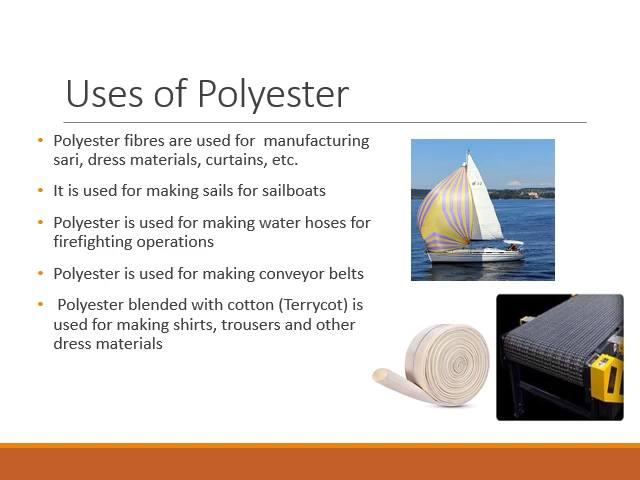 Uses of Polyester
• Polyester fibres are used for  manufacturing
sari, dress materials, curtains, etc.
• It is used for making sails for sailboats
• Polyester is used for making water hoses for
firefighting operations
• Polyester is used for making conveyor belts
•  Polyester blended with cotton (Terrycot) is
used for making shirts, trousers and other
dress materials